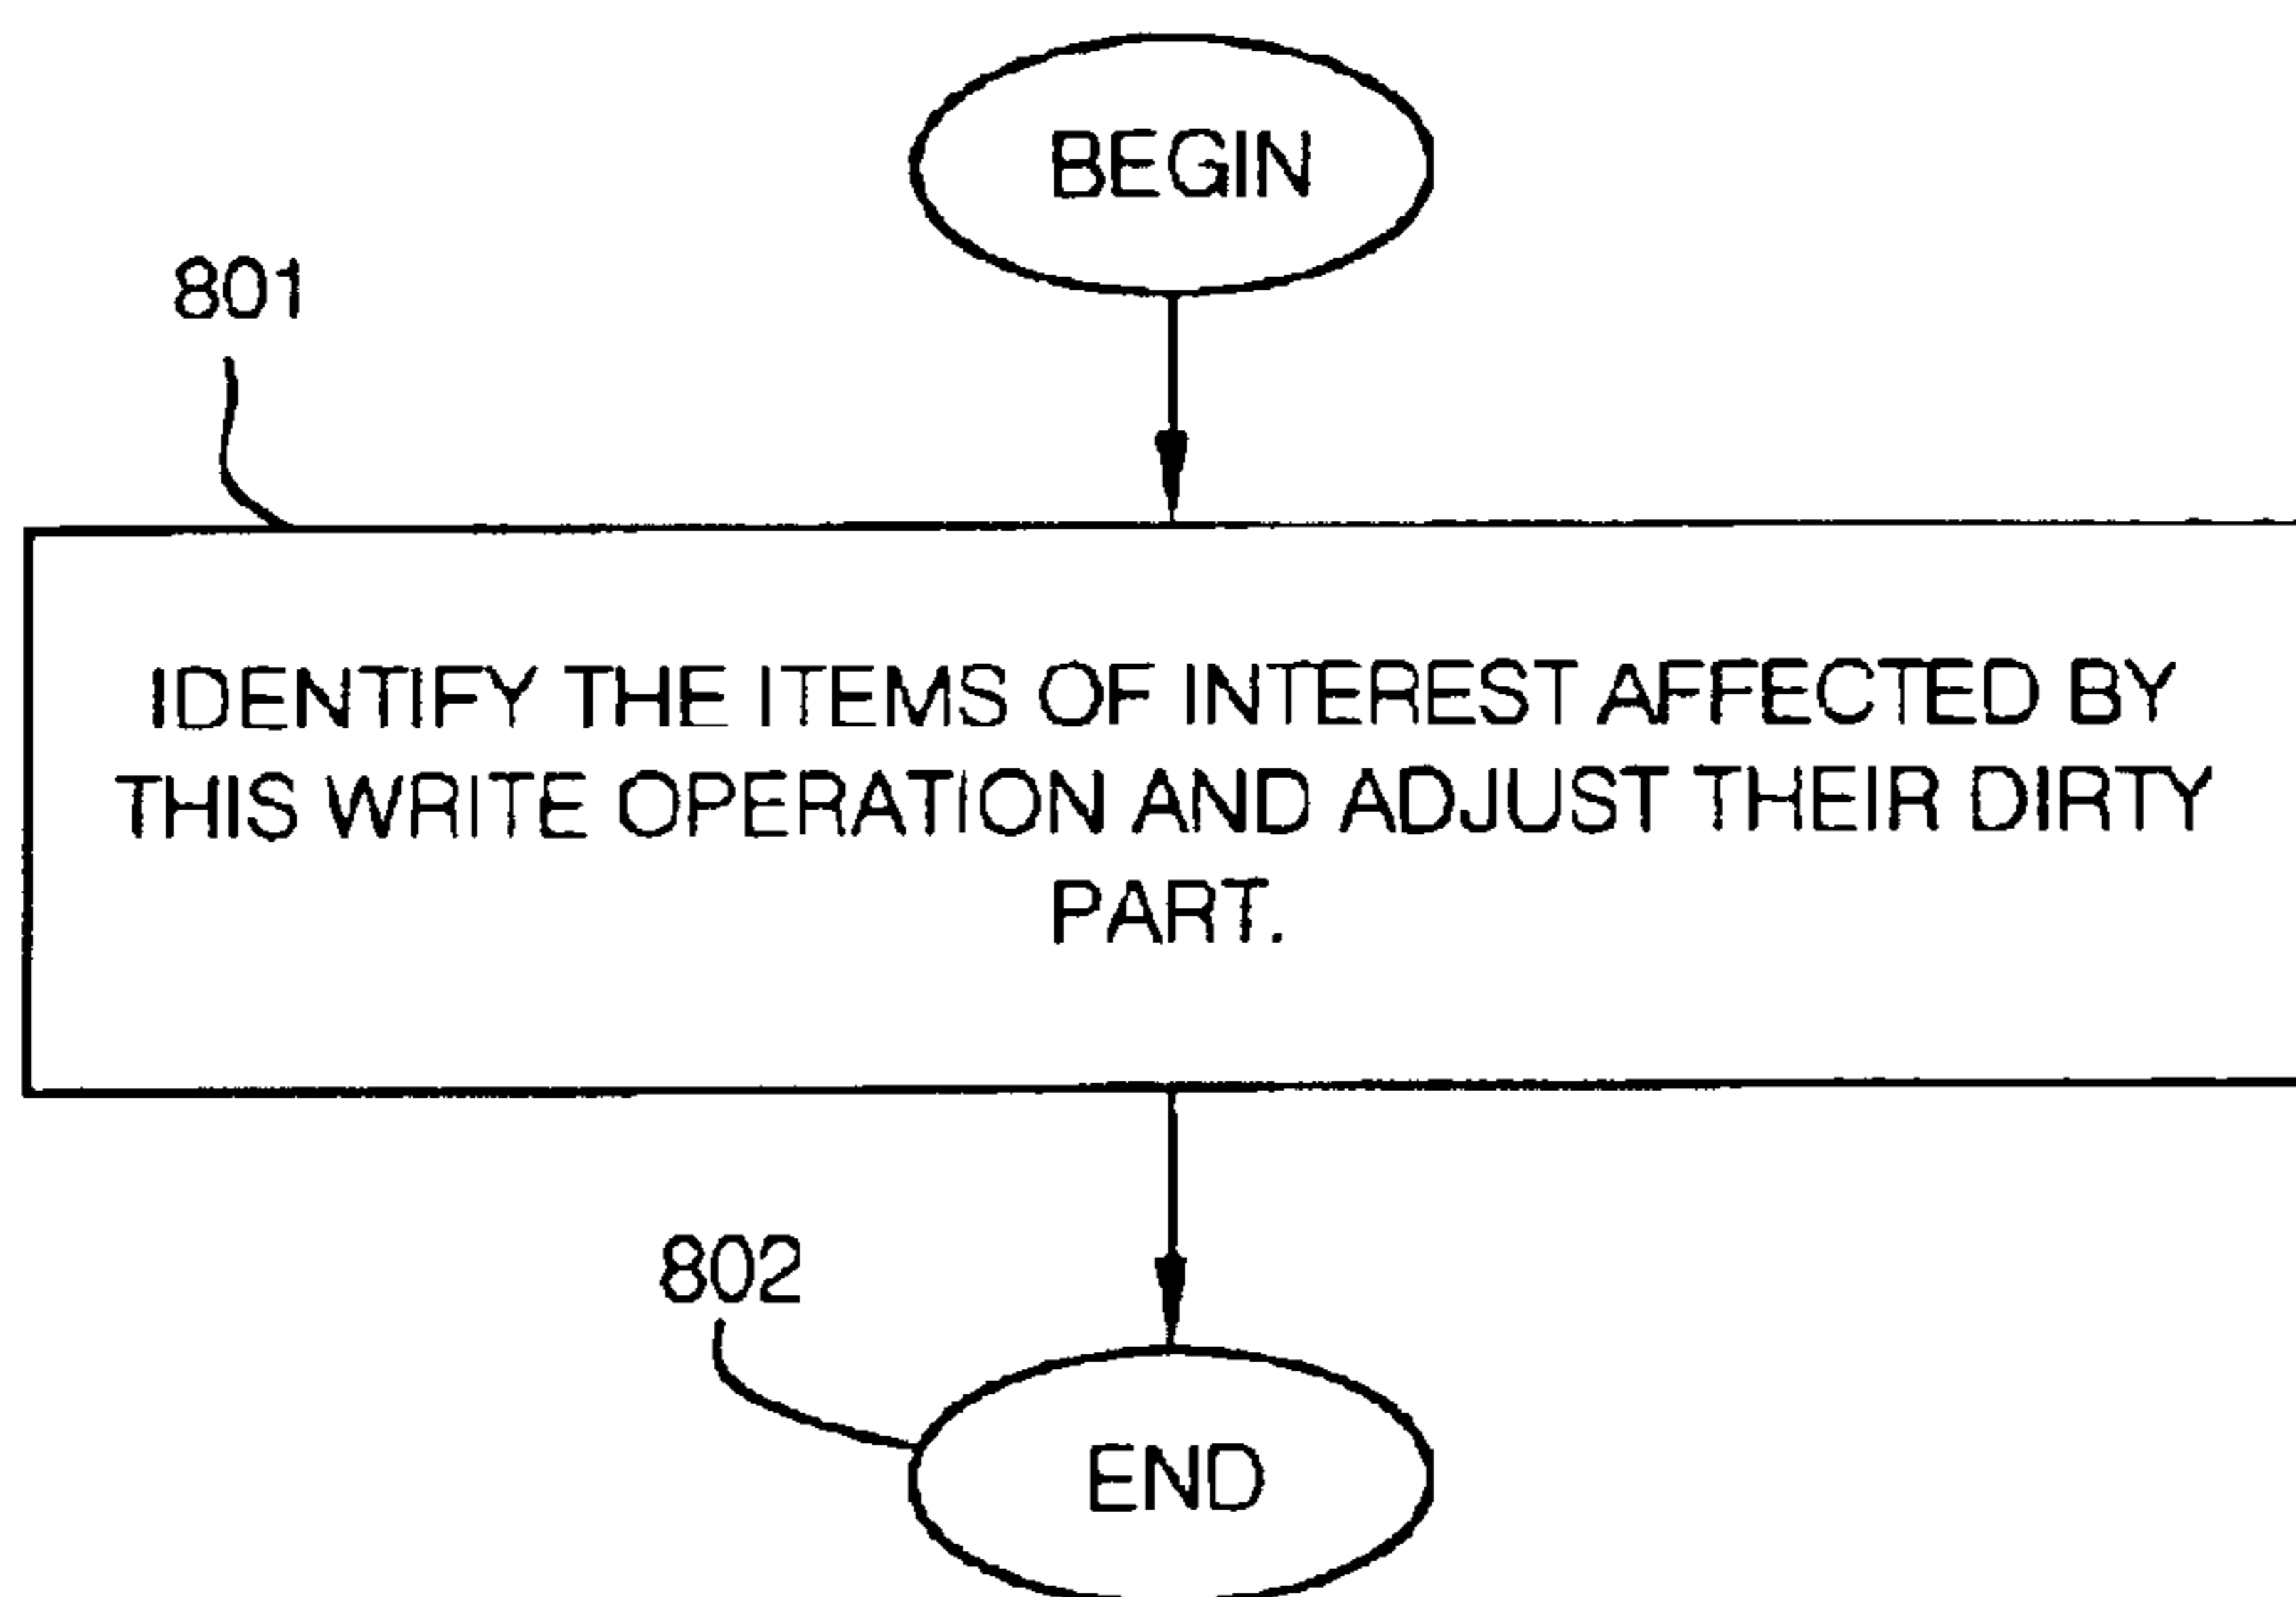 BEGIN
801
IDENTIFY THE ITEMS OF INTEREST AFFECTED BY
THIS WRITE OPERATION AND ADJUST THEIR DIRTY
PART.
802
END